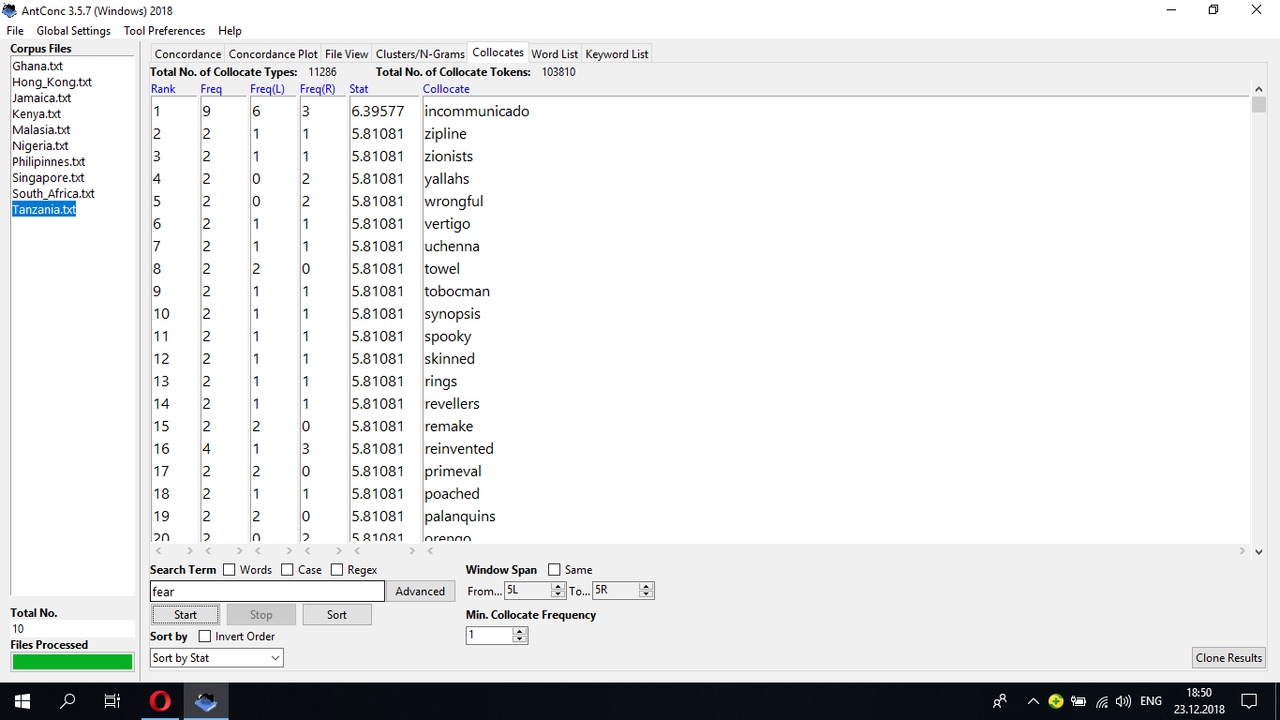 AntConc 3.5.7 (Windows) 2018
File Global Settings Tool Preferences Help
Corpus Files
Ghana.txt
Hong_Kong.txt
Jamaica.txt
Kenya.txt
Malasia.txt
Nigeria.txt
Philipinnes.txt
Singapore.txt
South_Africa.txt
Tanzania.txt
Total No.
10
Files Processed
Concordance Concordance Plot File View Clusters/N-Grams Collocates Word List Keyword List
Total No. of Collocate Types: 11286 Total No. of Collocate Tokens: 103810
Rank Freq Freq(L) Freq(R) Stat Collocate
1 9 6 3 6.39577 incommunicado
2 2 1 1 5.81081 zipline
3 2 1 1 5.81081 zionists
4 2 0 2 5.81081 yallahs
5 2 0 2 5.81081 wrongful
6 2 1 1 5.81081 vertigo
7 2 1 1 5.81081 uchenna
8 2 2 0 5.81081 towel
9 2 1 1 5.81081 tobocman
10 2 1 1 5.81081 synopsis
11 2 1 1 5.81081 spooky
12 2 1 1 5.81081 skinned
13 2 1 1 5.81081 rings
14 2 1 1 5.81081 revellers
15 2 2 0 5.81081 remake
16 4 1 3 5.81081 reinvented
17 2 2 0 5.81081 primeval
18 2 1 1 5.81081 poached
19 2 2 0 5.81081 palanquins
20 2 0 2 5.81081 orengo
Search Term Words Case Regex Window Span Same
fear Advanced From... 5L To... 5R
Start Stop Sort Min. Collocate Frequency
Sort by Invert Order 1
Sort by Stat Clone Results
ENG 18:50
23.12.2018